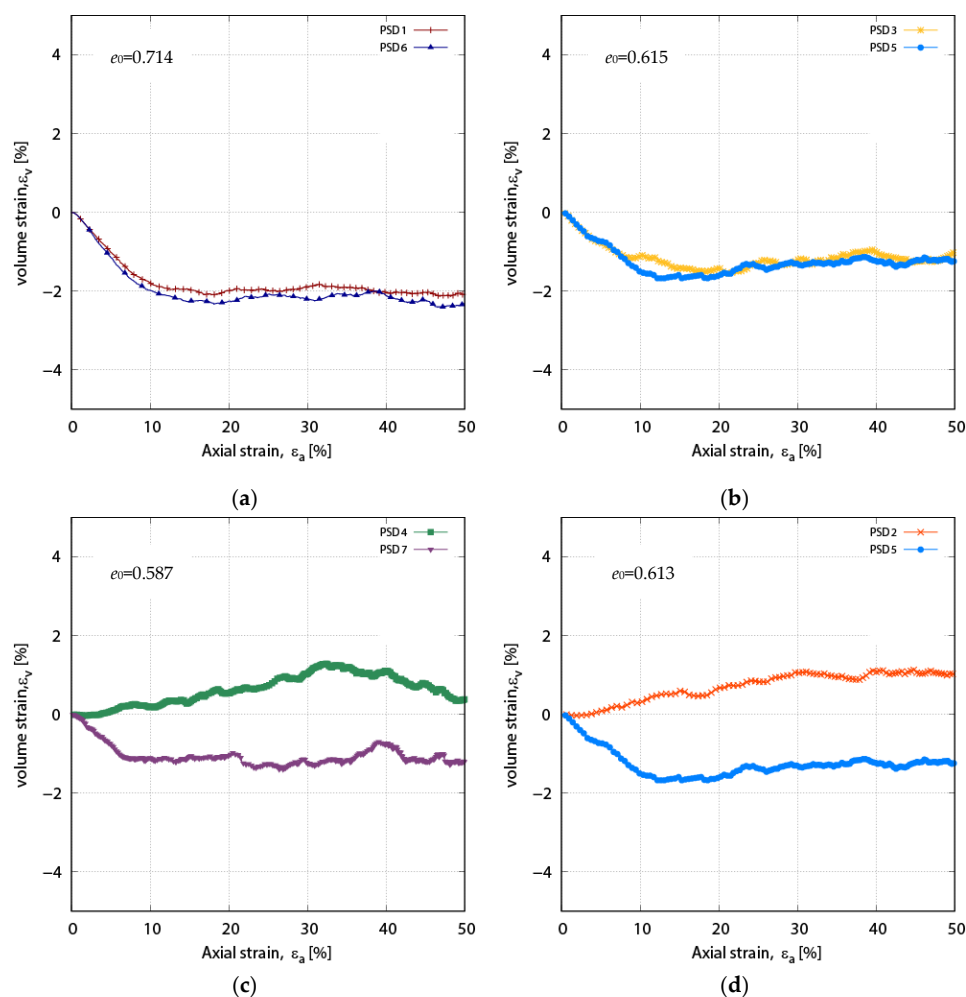 PSD1
PSD6
e0=0.714
4
2
0
−2
−4
volume strain,εv [%]
0 10 20 30 40 50
Axial strain, εa [%]
(a)
PSD3
PSD5
e0=0.615
4
2
0
−2
−4
volume strain,εv [%]
0 10 20 30 40 50
Axial strain, εa [%]
(b)
PSD4
PSD7
e0=0.587
4
2
0
−2
−4
volume strain,εv [%]
0 10 20 30 40 50
Axial strain, εa [%]
(c)
PSD2
PSD5
e0=0.613
4
2
0
−2
−4
volume strain,εv [%]
0 10 20 30 40 50
Axial strain, εa [%]
(d)